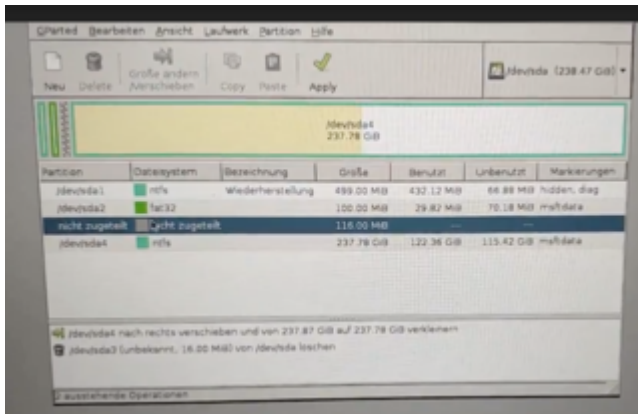 GParted Bearbeiten Ansicht Laufwerk Partition Hilfe
Neu Delete Größe ändern /Verschieben Copy Paste Apply
/dev/sda (238.47 GiB)
/dev/sda4
237.78 GiB
Partition Dateisystem Bezeichnung Größe Benutzt Unbenutzt Markierungen
/dev/sda1 ntfs Wiederherstellung 499.00 MiB 432.12 MiB 66.88 MiB hidden, diag
/dev/sda2 fat32 100.00 MiB 29.82 MiB 70.18 MiB msftdata
nicht zugeteilt nicht zugeteilt 116.00 MiB --- ---
/dev/sda4 ntfs 237.78 GiB 122.36 GiB 115.42 GiB msftdata
/dev/sda4 nach rechts verschieben und von 237.87 GiB auf 237.78 GiB verkleinern
/dev/sda3 (unbekannt, 16.00 MiB) von /dev/sda löschen
2 ausstehende Operationen